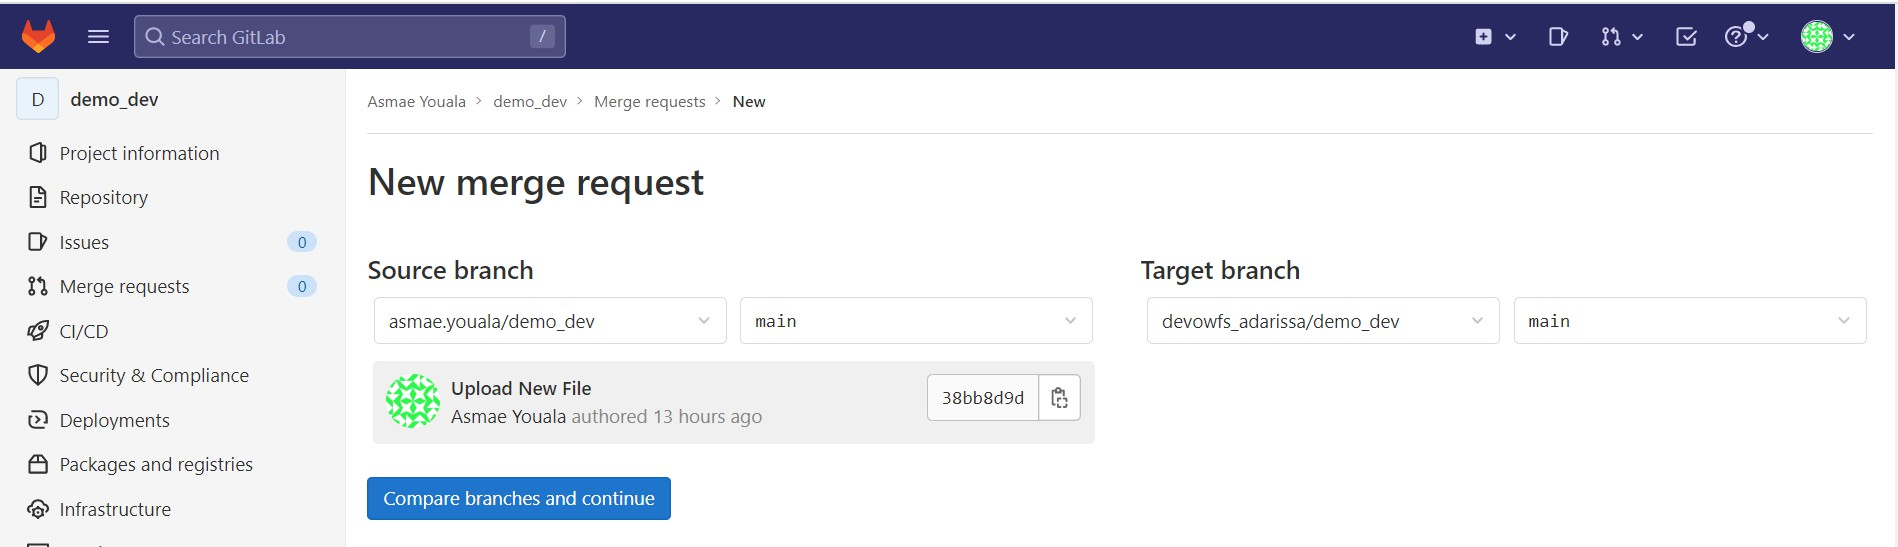 Search GitLab /
D demo_dev
Project information
Repository
Issues 0
Merge requests 0
CI/CD
Security & Compliance
Deployments
Packages and registries
Infrastructure
Asmae Youala > demo_dev > Merge requests > New
New merge request
Source branch
asmae.youala/demo_dev main
Upload New File
Asmae Youala authored 13 hours ago
38bb8d9d
Target branch
devowfs_adarissa/demo_dev main
Compare branches and continue